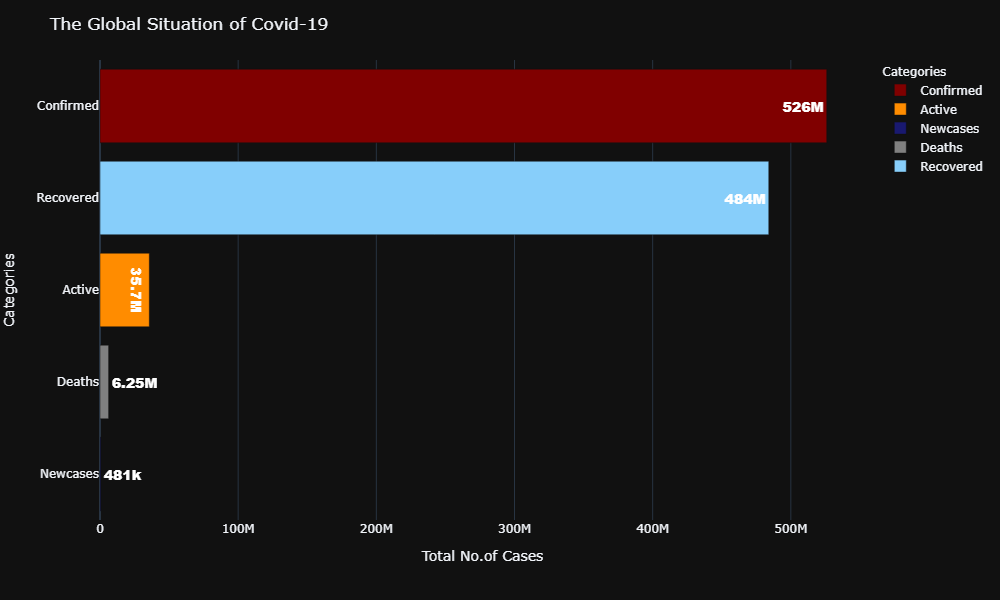 The Global Situation of Covid-19
Categories
Confirmed
Active
Newcases
Deaths
Recovered
Categories
Confirmed
526M
Recovered
484M
Active
35.7M
Deaths
6.25M
Newcases
481k
0
100M
200M
300M
400M
500M
Total No.of Cases